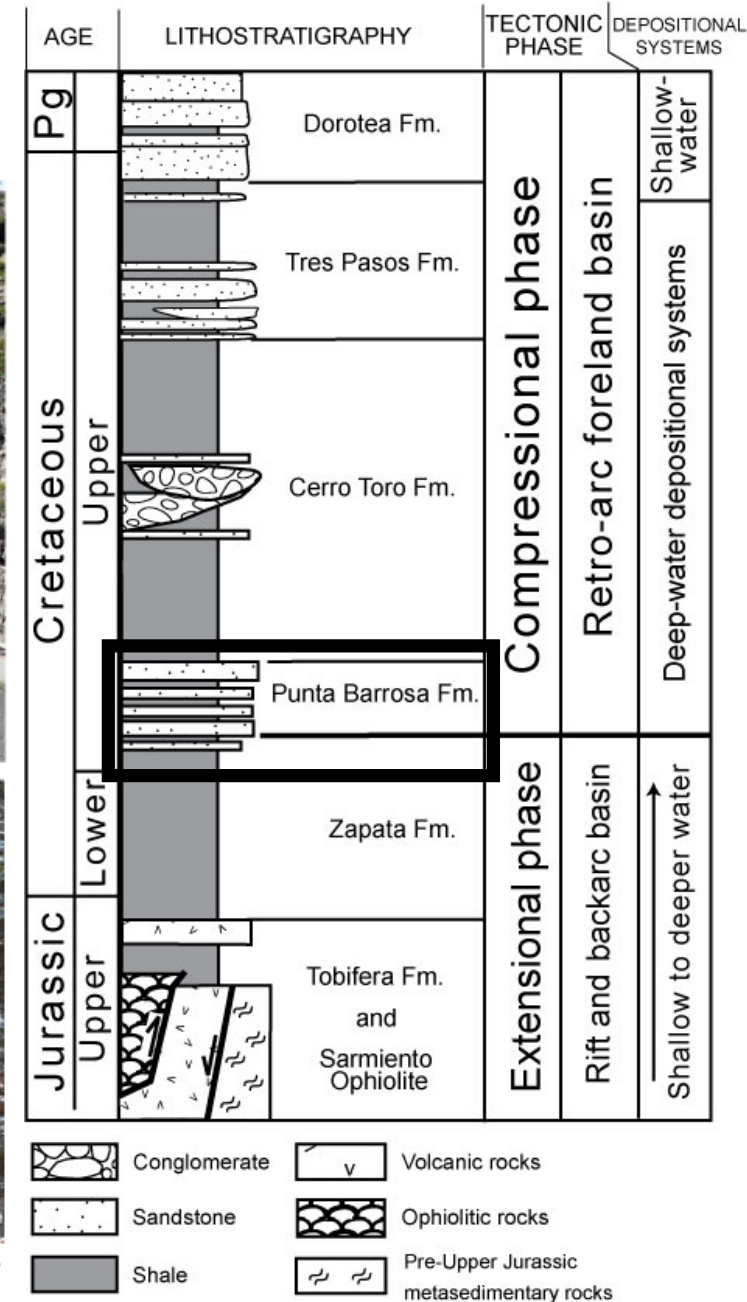 AGE
LITHOSTRATIGRAPHY
TECTONIC
PHASE
DEPOSITIONAL
SYSTEMS
Pg
Cretaceous
Upper
Lower
Jurassic
Upper
Dorotea Fm.
Tres Pasos Fm.
Cerro Toro Fm.
Punta Barrosa Fm.
Zapata Fm.
Tobifera Fm.
and
Sarmiento
Ophiolite
Compressional phase
Extensional phase
Retro-arc foreland basin
Rift and backarc basin
Shallow-
water
Deep-water depositional systems
Shallow to deeper water
Conglomerate
Sandstone
Shale
v
Volcanic rocks
Ophiolitic rocks
Pre-Upper Jurassic
metasedimentary rocks